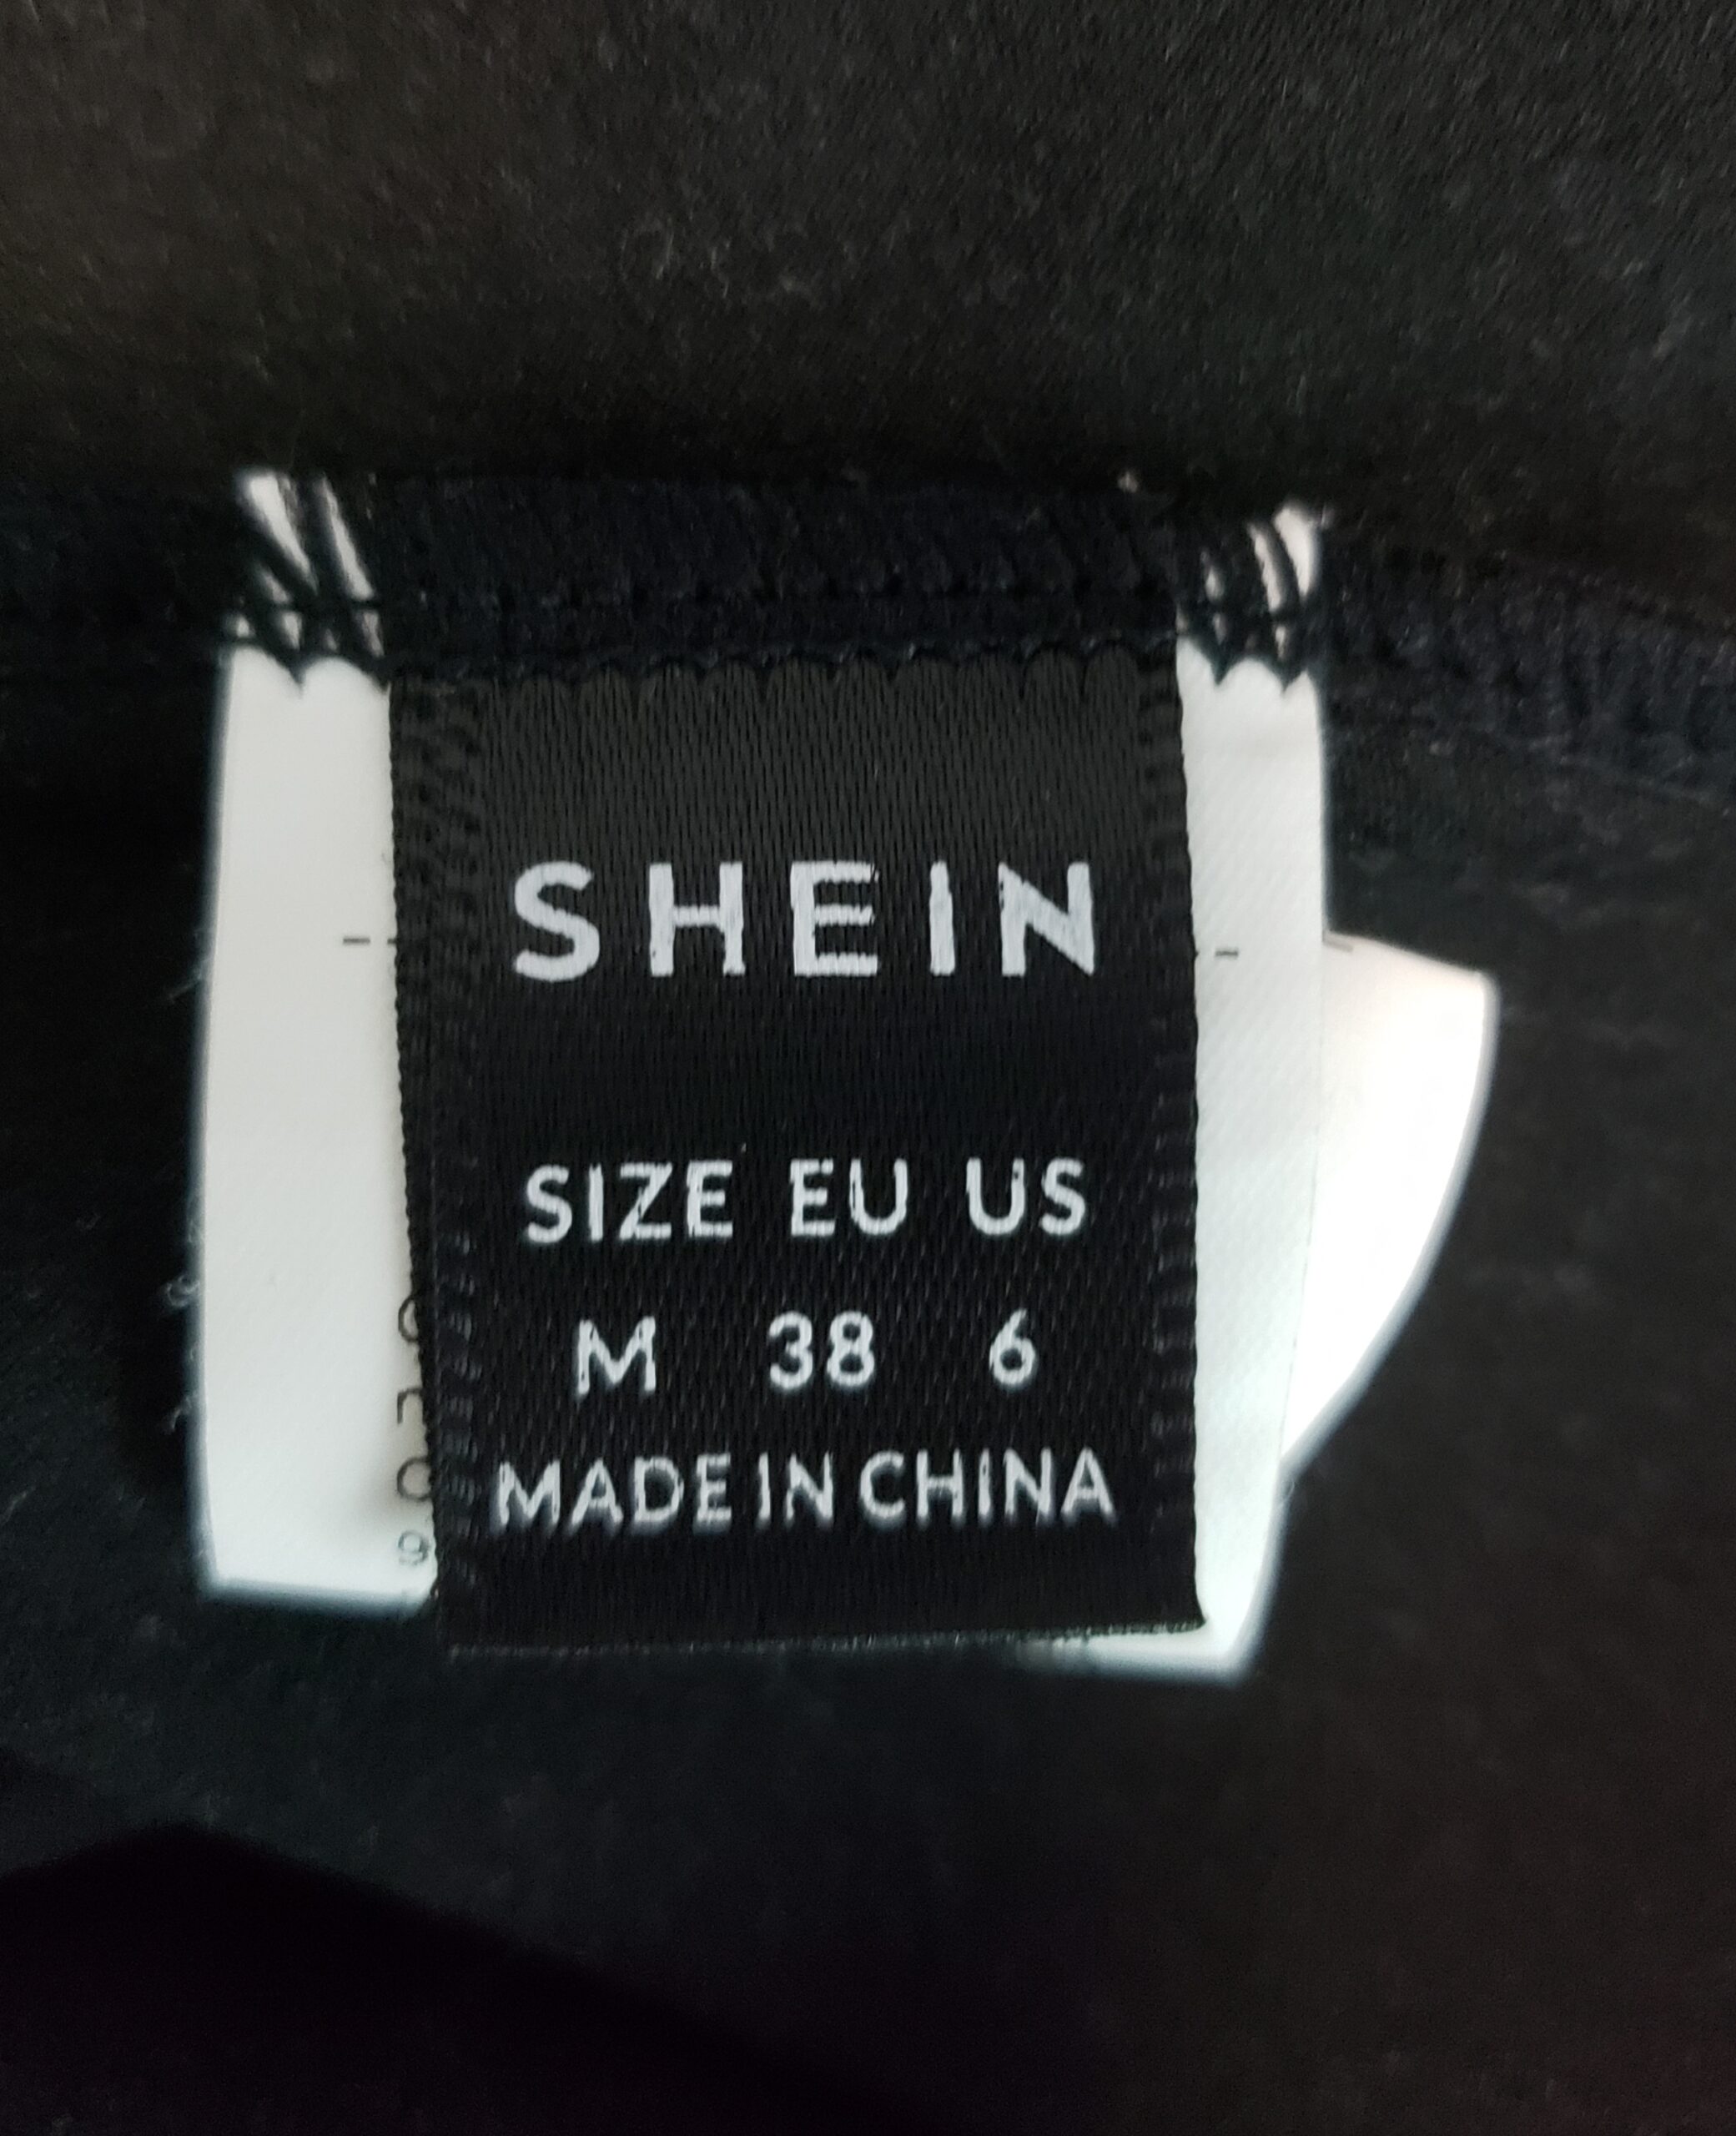 SHEIN
SIZE EU US
M 38 6
MADE IN CHINA